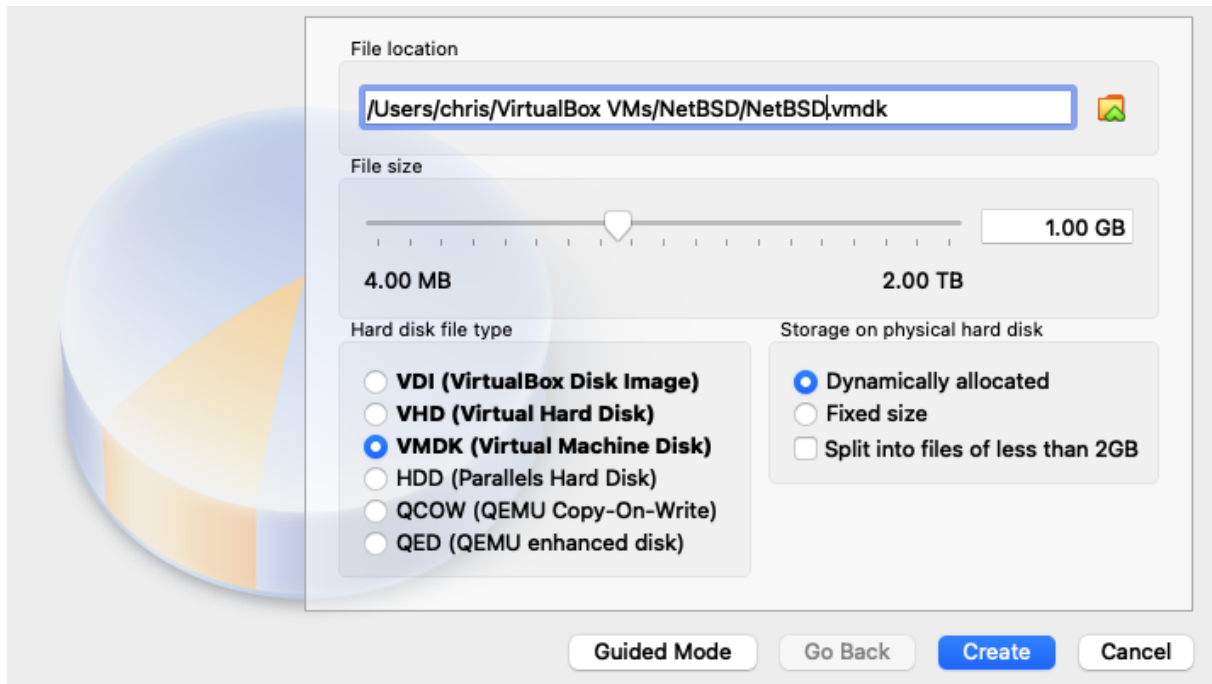 File location
/Users/chris/VirtualBox VMs/NetBSD/NetBSD.vmdk
File size
1.00 GB
4.00 MB 2.00 TB
Hard disk file type
VDI (VirtualBox Disk Image)
VHD (Virtual Hard Disk)
VMDK (Virtual Machine Disk)
HDD (Parallels Hard Disk)
QCOW (QEMU Copy-On-Write)
QED (QEMU enhanced disk)
Storage on physical hard disk
Dynamically allocated
Fixed size
Split into files of less than 2GB
Guided Mode Go Back Create Cancel